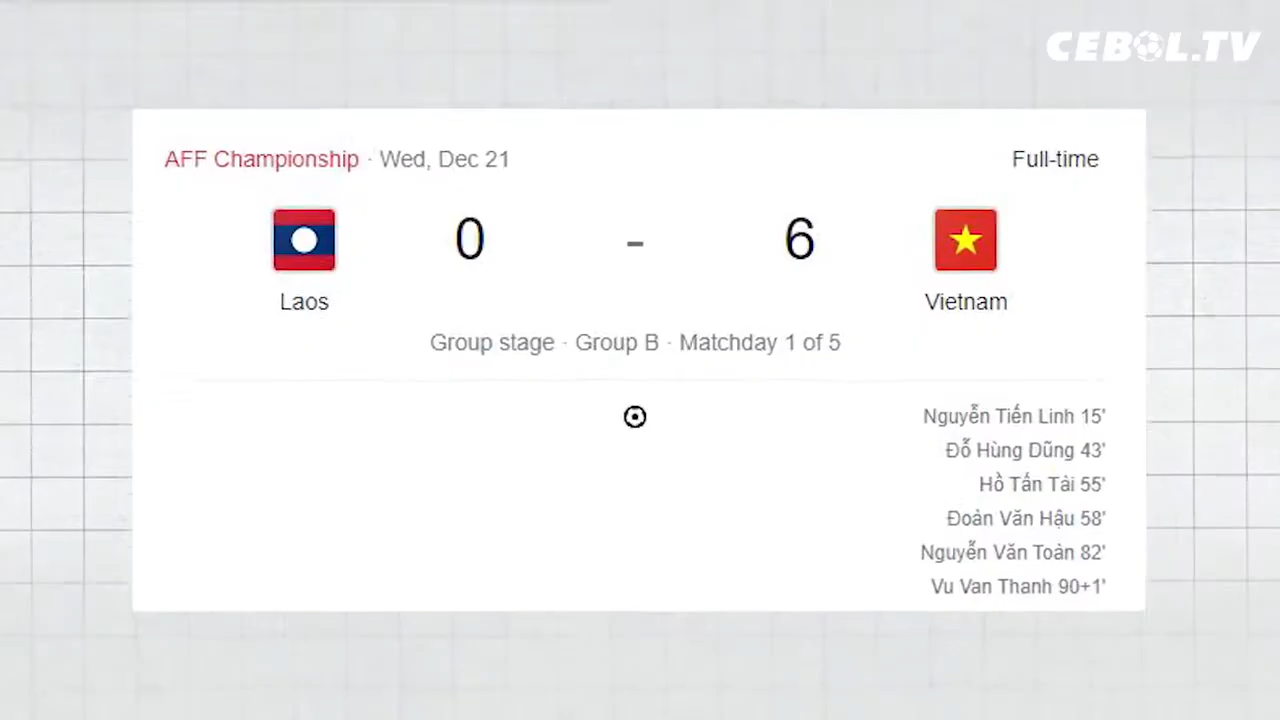 CEBOL.TV
AFF Championship · Wed, Dec 21
Full-time
0 - 6
Laos
Vietnam
Group stage · Group B · Matchday 1 of 5
Nguyễn Tiến Linh 15'
Đỗ Hùng Dũng 43'
Hồ Tấn Tài 55'
Đoàn Văn Hậu 58'
Nguyễn Văn Toàn 82'
Vu Van Thanh 90+1'